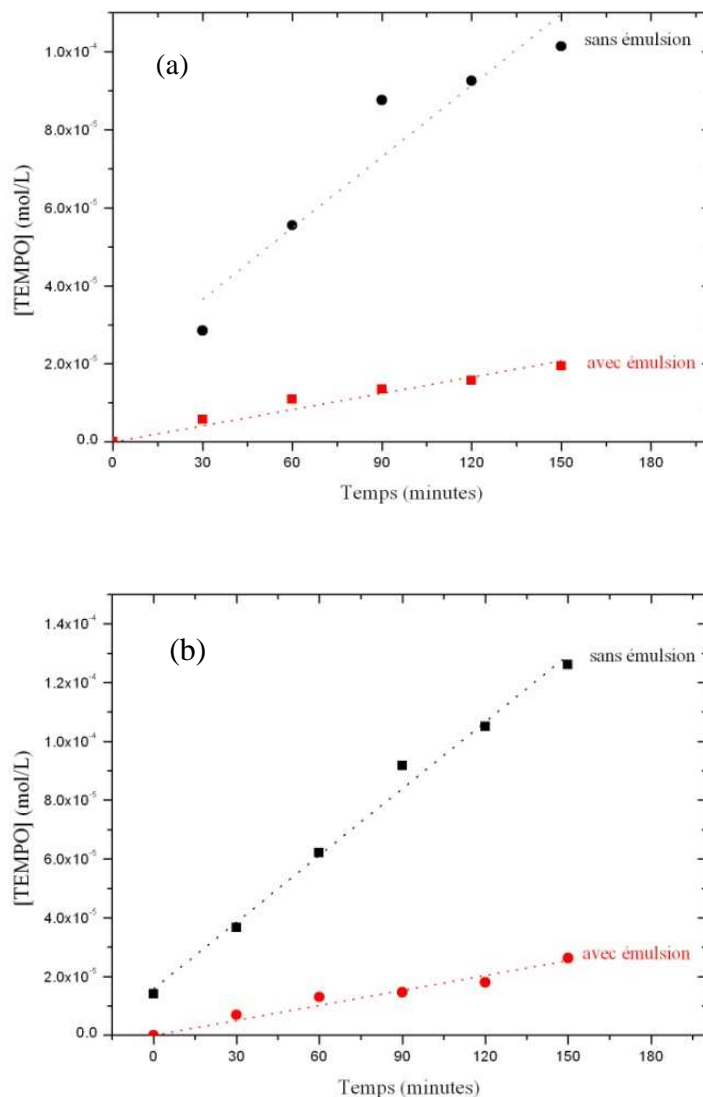 (a)
sans émulsion
avec émulsion
1.0x10⁻⁴
8.0x10⁻⁵
6.0x10⁻⁵
4.0x10⁻⁵
2.0x10⁻⁵
0.0
[TEMPO] (mol/L)
0 30 60 90 120 150 180
Temps (minutes)
(b)
sans émulsion
avec émulsion
1.4x10⁻⁴
1.2x10⁻⁴
1.0x10⁻⁴
8.0x10⁻⁵
6.0x10⁻⁵
4.0x10⁻⁵
2.0x10⁻⁵
0.0
[TEMPO] (mol/L)
0 30 60 90 120 150 180
Temps (minutes)